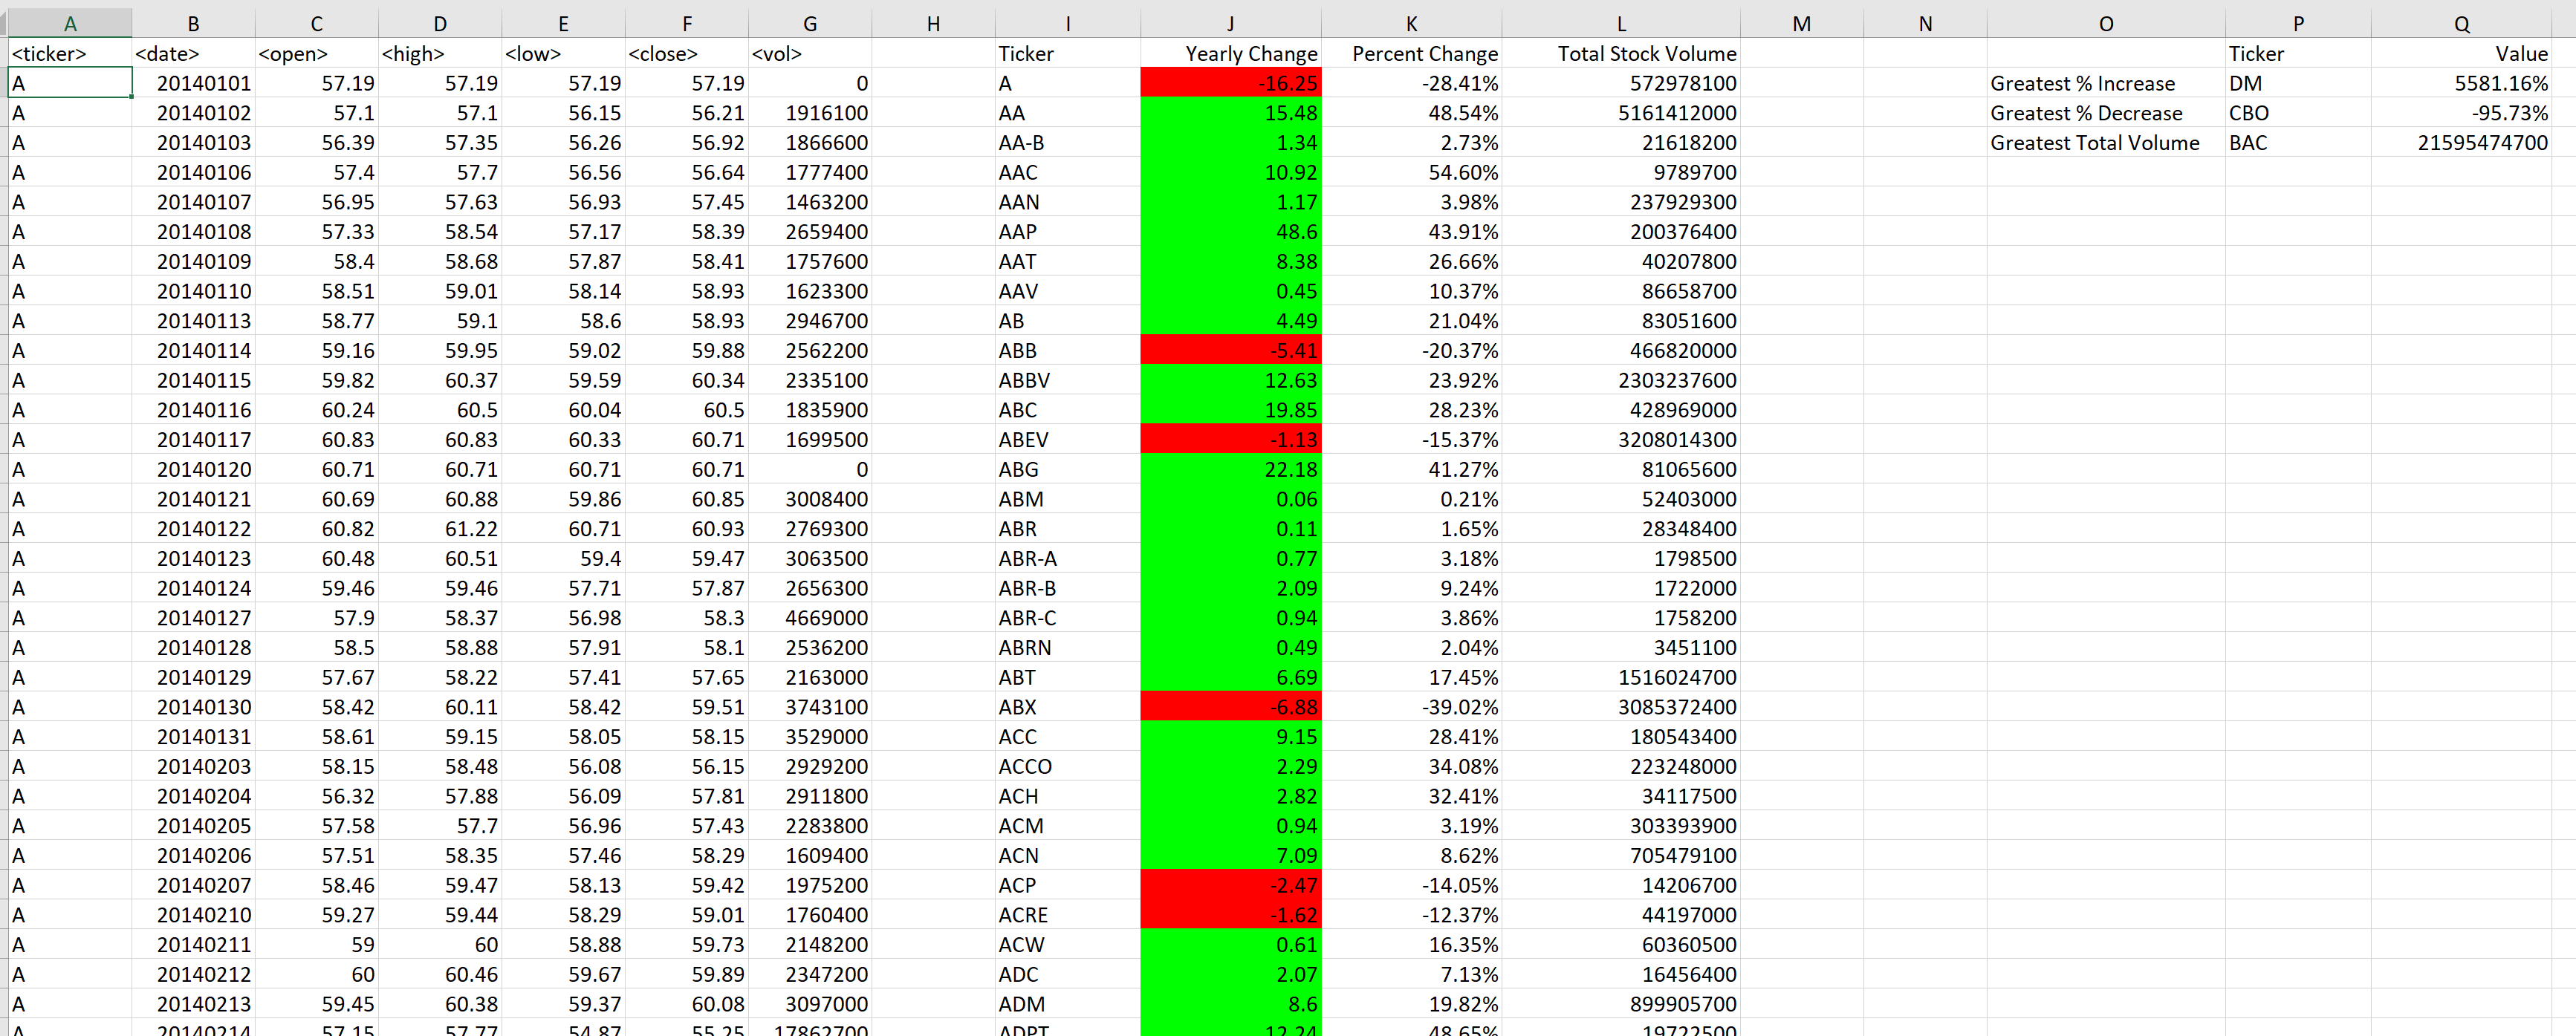 A B C D E F G H I J K L M N O P Q
<ticker> <date> <open> <high> <low> <close> <vol> Ticker Yearly Change Percent Change Total Stock Volume Ticker Value
A 20140101 57.19 57.19 57.19 57.19 0 A -16.25 -28.41% 572978100 Greatest % Increase DM 5581.16%
A 20140102 57.1 57.1 56.15 56.21 1916100 AA 15.48 48.54% 5161412000 Greatest % Decrease CBO -95.73%
A 20140103 56.39 57.35 56.26 56.92 1866600 AA-B 1.34 2.73% 21618200 Greatest Total Volume BAC 21595474700
A 20140106 57.4 57.7 56.56 56.64 1777400 AAC 10.92 54.60% 9789700
A 20140107 56.95 57.63 56.93 57.45 1463200 AAN 1.17 3.98% 237929300
A 20140108 57.33 58.54 57.17 58.39 2659400 AAP 48.6 43.91% 200376400
A 20140109 58.4 58.68 57.87 58.41 1757600 AAT 8.38 26.66% 40207800
A 20140110 58.51 59.01 58.14 58.93 1623300 AAV 0.45 10.37% 86658700
A 20140113 58.77 59.1 58.6 58.93 2946700 AB 4.49 21.04% 83051600
A 20140114 59.16 59.95 59.02 59.88 2562200 ABB -5.41 -20.37% 466820000
A 20140115 59.82 60.37 59.59 60.34 2335100 ABBV 12.63 23.92% 2303237600
A 20140116 60.24 60.5 60.04 60.5 1835900 ABC 19.85 28.23% 428969000
A 20140117 60.83 60.83 60.33 60.71 1699500 ABEV -1.13 -15.37% 3208014300
A 20140120 60.71 60.71 60.71 60.71 0 ABG 22.18 41.27% 81065600
A 20140121 60.69 60.88 59.86 60.85 3008400 ABM 0.06 0.21% 52403000
A 20140122 60.82 61.22 60.71 60.93 2769300 ABR 0.11 1.65% 28348400
A 20140123 60.48 60.51 59.4 59.47 3063500 ABR-A 0.77 3.18% 1798500
A 20140124 59.46 59.46 57.71 57.87 2656300 ABR-B 2.09 9.24% 1722000
A 20140127 57.9 58.37 56.98 58.3 4669000 ABR-C 0.94 3.86% 1758200
A 20140128 58.5 58.88 57.91 58.1 2536200 ABRN 0.49 2.04% 3451100
A 20140129 57.67 58.22 57.41 57.65 2163000 ABT 6.69 17.45% 1516024700
A 20140130 58.42 60.11 58.42 59.51 3743100 ABX -6.88 -39.02% 3085372400
A 20140131 58.61 59.15 58.05 58.15 3529000 ACC 9.15 28.41% 180543400
A 20140203 58.15 58.48 56.08 56.15 2929200 ACCO 2.29 34.08% 223248000
A 20140204 56.32 57.88 56.09 57.81 2911800 ACH 2.82 32.41% 34117500
A 20140205 57.58 57.7 56.96 57.43 2283800 ACM 0.94 3.19% 303393900
A 20140206 57.51 58.35 57.46 58.29 1609400 ACN 7.09 8.62% 705479100
A 20140207 58.46 59.47 58.13 59.42 1975200 ACP -2.47 -14.05% 14206700
A 20140210 59.27 59.44 58.29 59.01 1760400 ACRE -1.62 -12.37% 44197000
A 20140211 59 60 58.88 59.73 2148200 ACW 0.61 16.35% 60360500
A 20140212 60 60.46 59.67 59.89 2347200 ADC 2.07 7.13% 16456400
A 20140213 59.45 60.38 59.37 60.08 3097000 ADM 8.6 19.82% 899905700
A 20140214 57.15 57.77 54.87 55.25 17862700 ADPT 12.24 48.65% 19722500